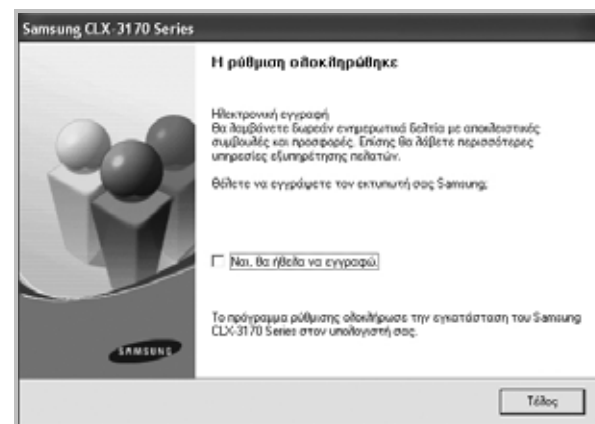 Samsung CLX-3170 Series
Η ρύθμιση ολοκληρώθηκε
Ηλεκτρονική εγγραφή
Θα λαμβάνετε δωρεάν ενημερωτικά δελτία με αποκλειστικές
συμβουλές και προσφορές. Επίσης θα λάβετε περισσότερες
υπηρεσίες εξυπηρέτησης πελατών.
Θέλετε να εγγράψετε τον εκτυπωτή σας Samsung;
Ναι, θα ήθελα να εγγραφώ.
Το πρόγραμμα ρύθμισης ολοκλήρωσε την εγκατάσταση του Samsung
CLX-3170 Series στον υπολογιστή σας.
SAMSUNG
Τέλος